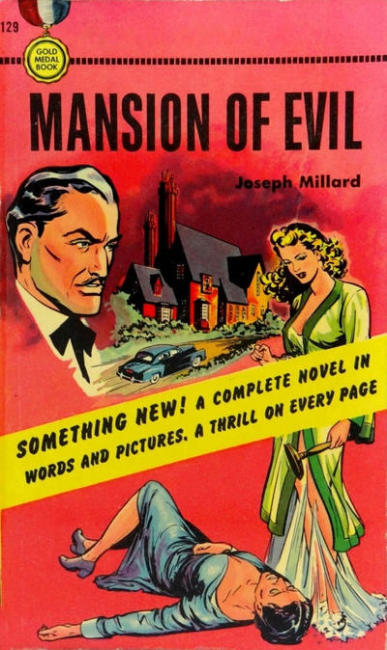 129
GOLD
MEDAL
BOOK
MANSION OF EVIL
Joseph Millard
SOMETHING NEW! A COMPLETE NOVEL IN
WORDS AND PICTURES. A THRILL ON EVERY PAGE